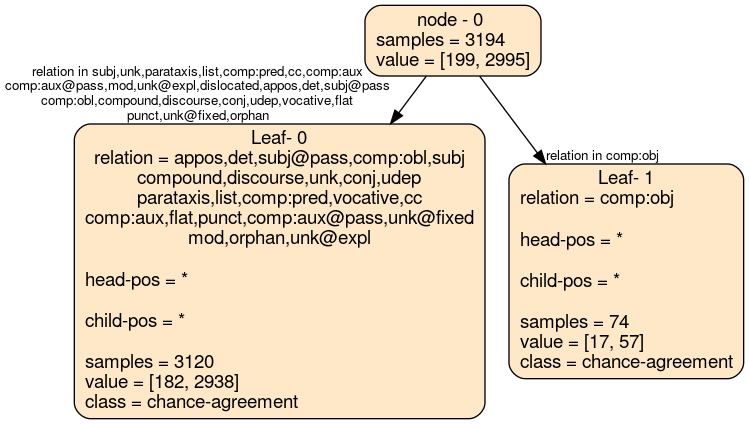 node - 0
samples = 3194
value = [199, 2995]
relation in subj,unk,parataxis,list,comp:pred,cc,comp:aux
comp:aux@pass,mod,unk@expl,dislocated,appos,det,subj@pass
comp:obl,compound,discourse,conj,udep,vocative,flat
punct,unk@fixed,orphan
relation in comp:obj
Leaf- 0
relation = appos,det,subj@pass,comp:obl,subj
compound,discourse,unk,conj,udep
parataxis,list,comp:pred,vocative,cc
comp:aux,flat,punct,comp:aux@pass,unk@fixed
mod,orphan,unk@expl
head-pos = *
child-pos = *
samples = 3120
value = [182, 2938]
class = chance-agreement
Leaf- 1
relation = comp:obj
head-pos = *
child-pos = *
samples = 74
value = [17, 57]
class = chance-agreement